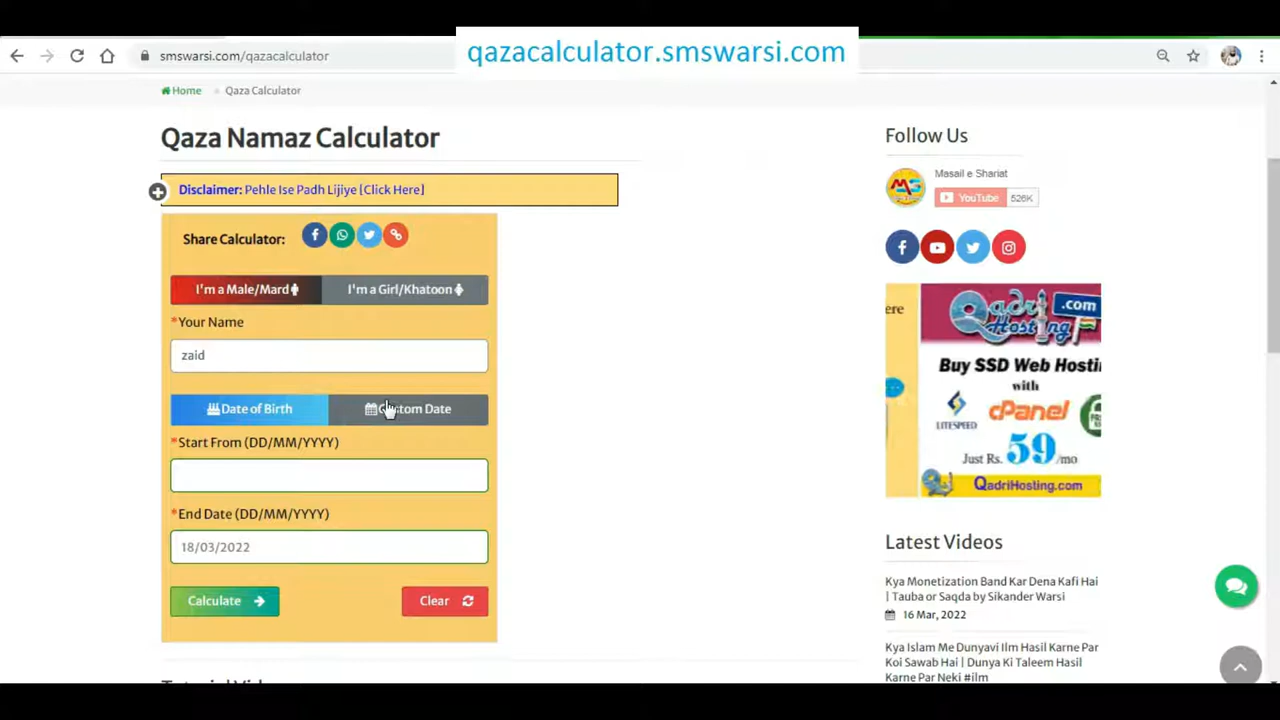 qazacalculator.smswarsi.com
smswarsi.com/qazacalculator
Home
Qaza Calculator
Qaza Namaz Calculator
Disclaimer: Pehle Ise Padh Lijiye [Click Here]
Share Calculator:
I'm a Male/Mard
I'm a Girl/Khatoon
*Your Name
zaid
Date of Birth
*Start From (DD/MM/YYYY)
*End Date (DD/MM/YYYY)
18/03/2022
Calculate
Clear
Follow Us
Masail e Shariat
YouTube
526K
ere
Qadri
.com
Hosting
Buy SSD Web Hosti
with
LITESPEED
cPanel
Just Rs. 59/mo
QadriHosting.com
Latest Videos
Kya Monetization Band Kar Dena Kafi Hai
| Tauba or Saqda by Sikander Warsi
16 Mar, 2022
Kya Islam Me Dunyavi Ilm Hasil Karne Par
Koi Sawab Hai | Dunya Ki Taleem Hasil
Karne Par Neki #ilm